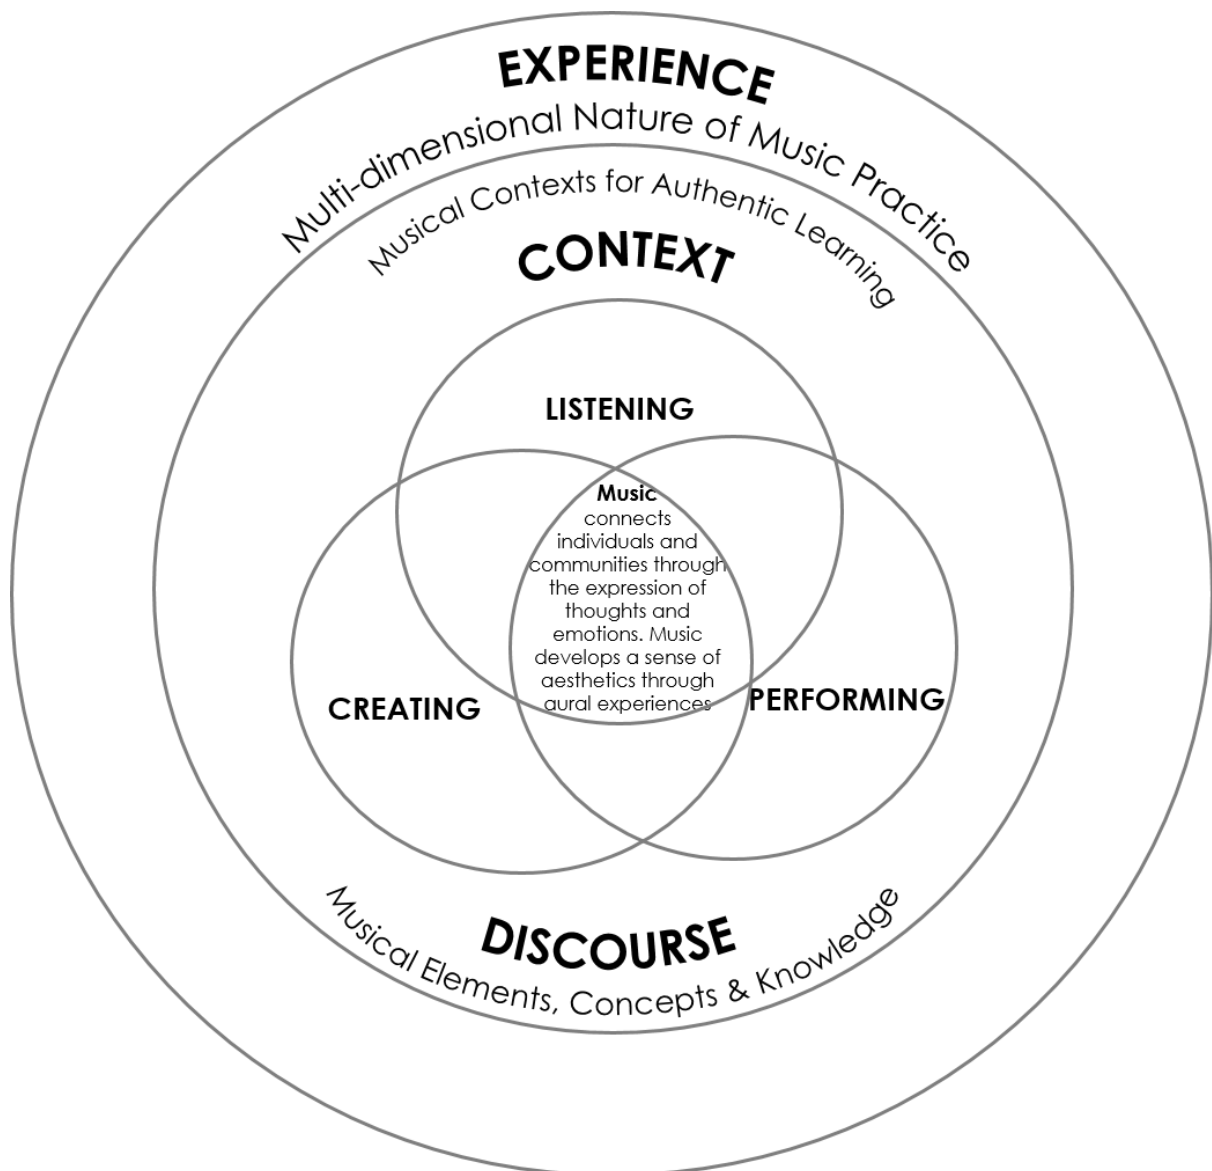 EXPERIENCE
Multi-dimensional Nature of Music Practice
Musical Contexts for Authentic Learning
CONTEXT
LISTENING
Music
connects
individuals and
communities through
the expression of
thoughts and
emotions. Music
develops a sense of
aesthetics through
aural experiences
CREATING
PERFORMING
DISCOURSE
Musical Elements, Concepts & Knowledge